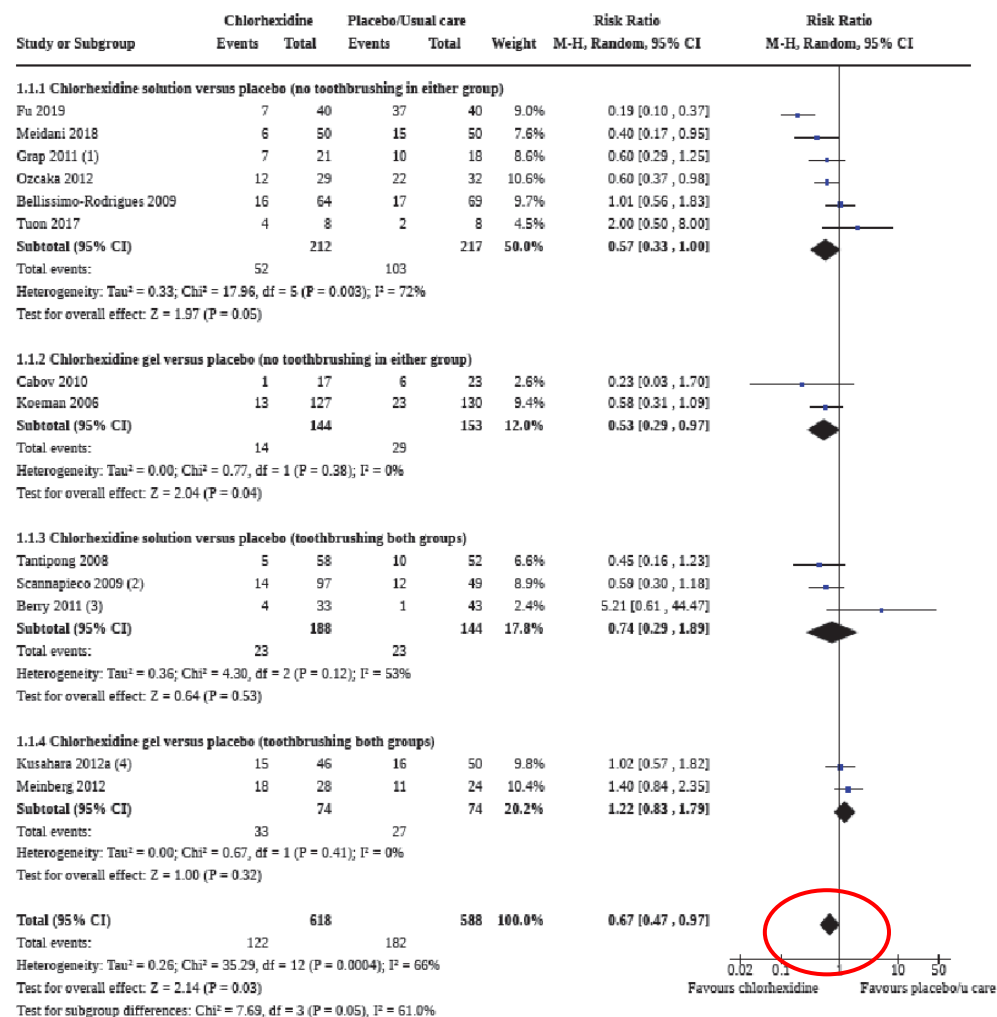 Chlorhexidine Placebo/Usual care Risk Ratio Risk Ratio
Study or Subgroup Events Total Events Total Weight M-H, Random, 95% CI M-H, Random, 95% CI
1.1.1 Chlorhexidine solution versus placebo (no toothbrushing in either group)
Fu 2019 7 40 37 40 9.0% 0.19 [0.10 , 0.37]
Meidani 2018 6 50 15 50 7.6% 0.40 [0.17 , 0.95]
Grap 2011 (1) 7 21 10 18 8.6% 0.60 [0.29 , 1.25]
Ozcaka 2012 12 29 22 32 10.6% 0.60 [0.37 , 0.98]
Bellissimo-Rodrigues 2009 16 64 17 69 9.7% 1.01 [0.56 , 1.83]
Tuon 2017 4 8 2 8 4.5% 2.00 [0.50 , 8.00]
Subtotal (95% CI) 212 217 50.0% 0.57 [0.33 , 1.00]
Total events: 52 103
Heterogeneity: Tau² = 0.33; Chi² = 17.96, df = 5 (P = 0.003); I² = 72%
Test for overall effect: Z = 1.97 (P = 0.05)
1.1.2 Chlorhexidine gel versus placebo (no toothbrushing in either group)
Cabov 2010 1 17 6 23 2.6% 0.23 [0.03 , 1.70]
Koeman 2006 13 127 23 130 9.4% 0.58 [0.31 , 1.09]
Subtotal (95% CI) 144 153 12.0% 0.53 [0.29 , 0.97]
Total events: 14 29
Heterogeneity: Tau² = 0.00; Chi² = 0.77, df = 1 (P = 0.38); I² = 0%
Test for overall effect: Z = 2.04 (P = 0.04)
1.1.3 Chlorhexidine solution versus placebo (toothbrushing both groups)
Tantipong 2008 5 58 10 52 6.6% 0.45 [0.16 , 1.23]
Scannapieco 2009 (2) 14 97 12 49 8.9% 0.59 [0.30 , 1.18]
Berry 2011 (3) 4 33 1 43 2.4% 5.21 [0.61 , 44.47]
Subtotal (95% CI) 188 144 17.8% 0.74 [0.29 , 1.89]
Total events: 23 23
Heterogeneity: Tau² = 0.36; Chi² = 4.30, df = 2 (P = 0.12); I² = 53%
Test for overall effect: Z = 0.64 (P = 0.53)
1.1.4 Chlorhexidine gel versus placebo (toothbrushing both groups)
Kusahara 2012a (4) 15 46 16 50 9.8% 1.02 [0.57 , 1.82]
Meinberg 2012 18 28 11 24 10.4% 1.40 [0.84 , 2.35]
Subtotal (95% CI) 74 74 20.2% 1.22 [0.83 , 1.79]
Total events: 33 27
Heterogeneity: Tau² = 0.00; Chi² = 0.67, df = 1 (P = 0.41); I² = 0%
Test for overall effect: Z = 1.00 (P = 0.32)
Total (95% CI) 618 588 100.0% 0.67 [0.47 , 0.97]
Total events: 122 182
Heterogeneity: Tau² = 0.26; Chi² = 35.29, df = 12 (P = 0.0004); I² = 66%
0.02 0.1 1 10 50
Test for overall effect: Z = 2.14 (P = 0.03) Favours chlorhexidine Favours placebo/u care
Test for subgroup differences: Chi² = 7.69, df = 3 (P = 0.05), I² = 61.0%